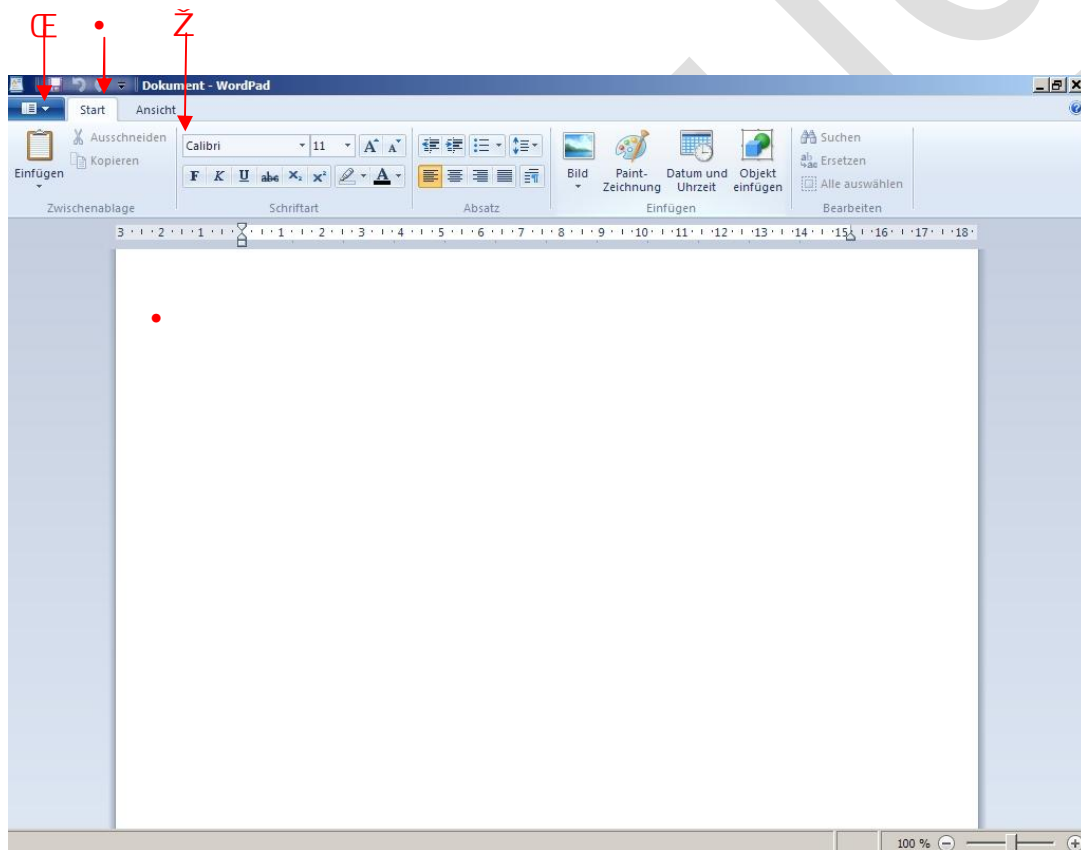 Œ • Ž
Dokument - WordPad
Start Ansicht
Ausschneiden
Kopieren
Einfügen
Zwischenablage
Calibri 11 A A
F K U abc X₂ x² A
Schriftart
Absatz
Bild
Paint-
Zeichnung
Datum und
Uhrzeit
Objekt
einfügen
Einfügen
Suchen
Ersetzen
Alle auswählen
Bearbeiten
3 2 1 1 2 3 4 5 6 7 8 9 10 11 12 13 14 15 16 17 18
•
100 %